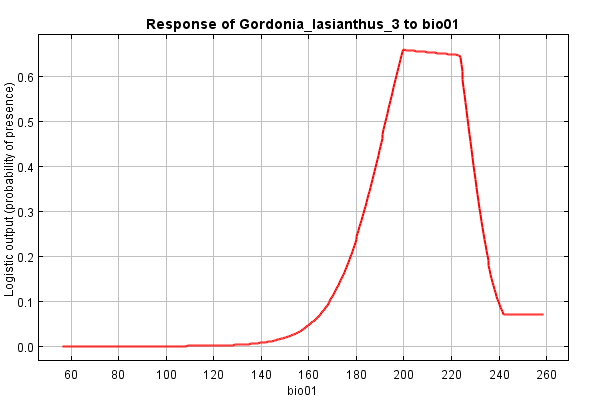 Response of Gordonia_lasianthus_3 to bio01
Logistic output (probability of presence)
0.6
0.5
0.4
0.3
0.2
0.1
0.0
60 80 100 120 140 160 180 200 220 240 260
bio01